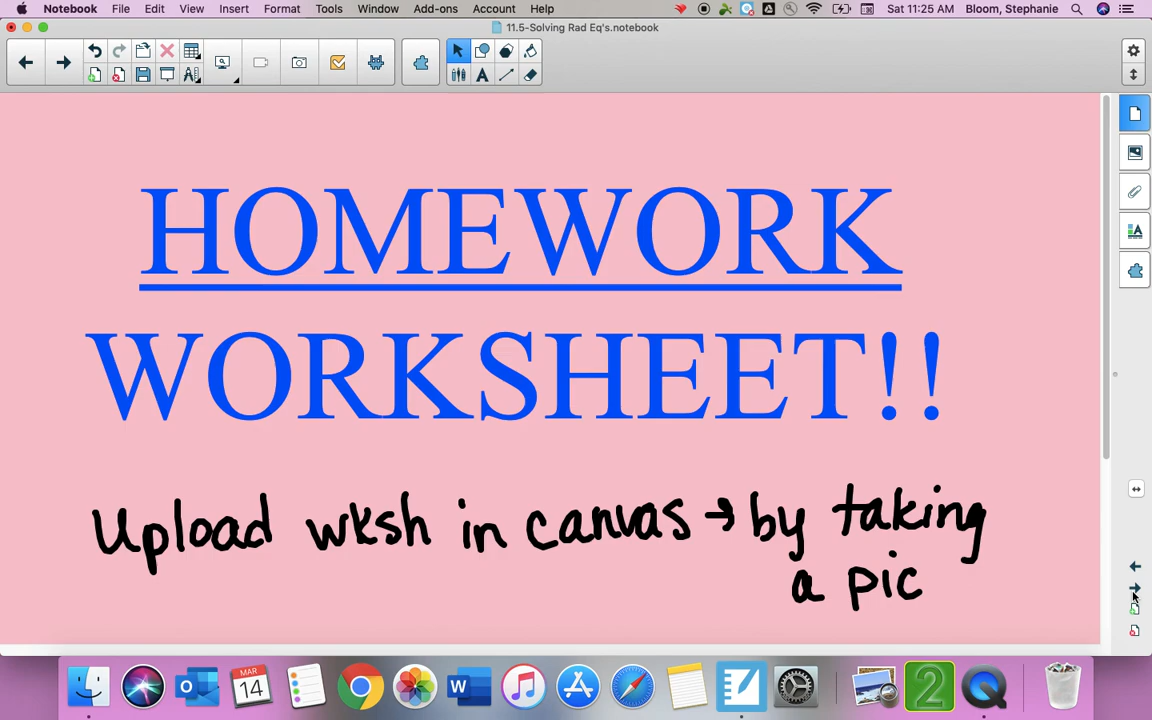 Notebook File Edit View Insert Format Tools Window Add-ons Account Help Sat 11:25 AM Bloom, Stephanie
11.5-Solving Rad Eq's.notebook
HOMEWORK
WORKSHEET!!
Upload wksh in canvas → by taking
a pic
MAR
14
2